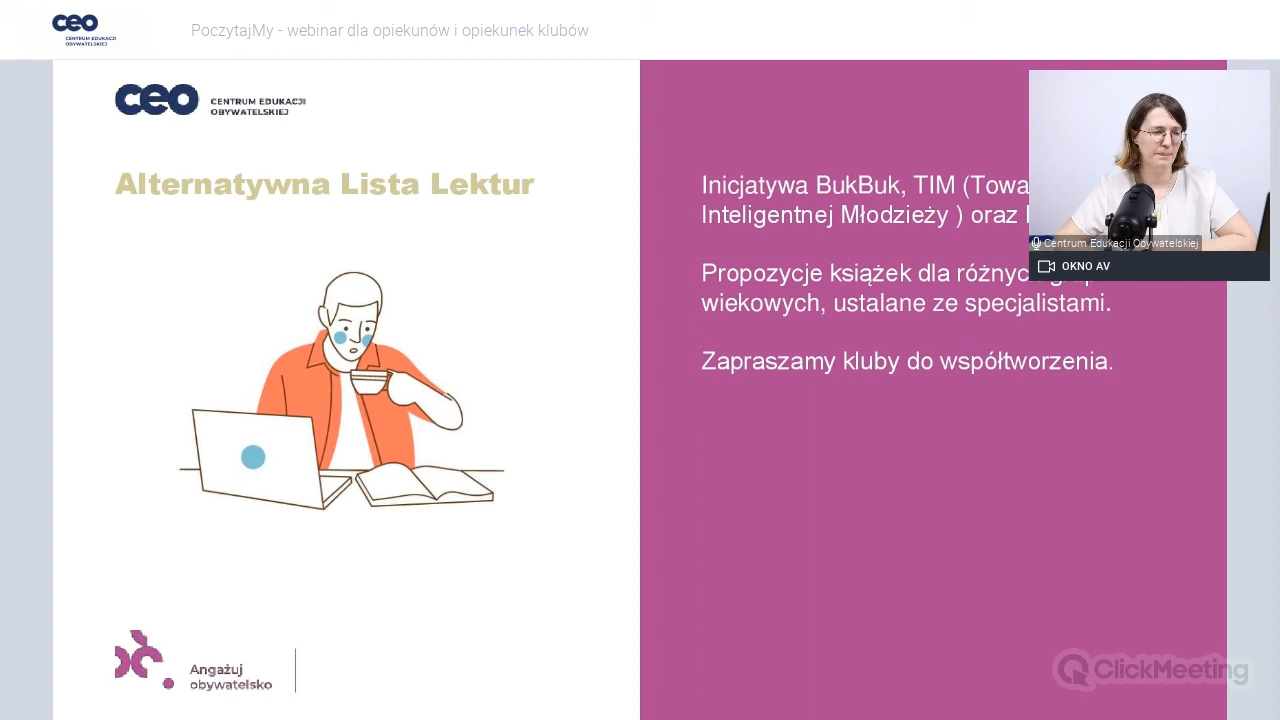 ceo
CENTRUM EDUKACJI
OBYWATELSKIEJ
PoczytajMy - webinar dla opiekunów i opiekunek klubów
ceo
CENTRUM EDUKACJI
OBYWATELSKIEJ
Alternatywna Lista Lektur
Inicjatywa BukBuk, TIM (Towa
Inteligentnej Młodzieży ) oraz
Propozycje książek dla różnych
wiekowych, ustalane ze specjalistami.
Zapraszamy kluby do współtworzenia.
Centrum Edukacji Obywatelskiej
OKNO AV
Angażuj
obywatelsko
ClickMeeting